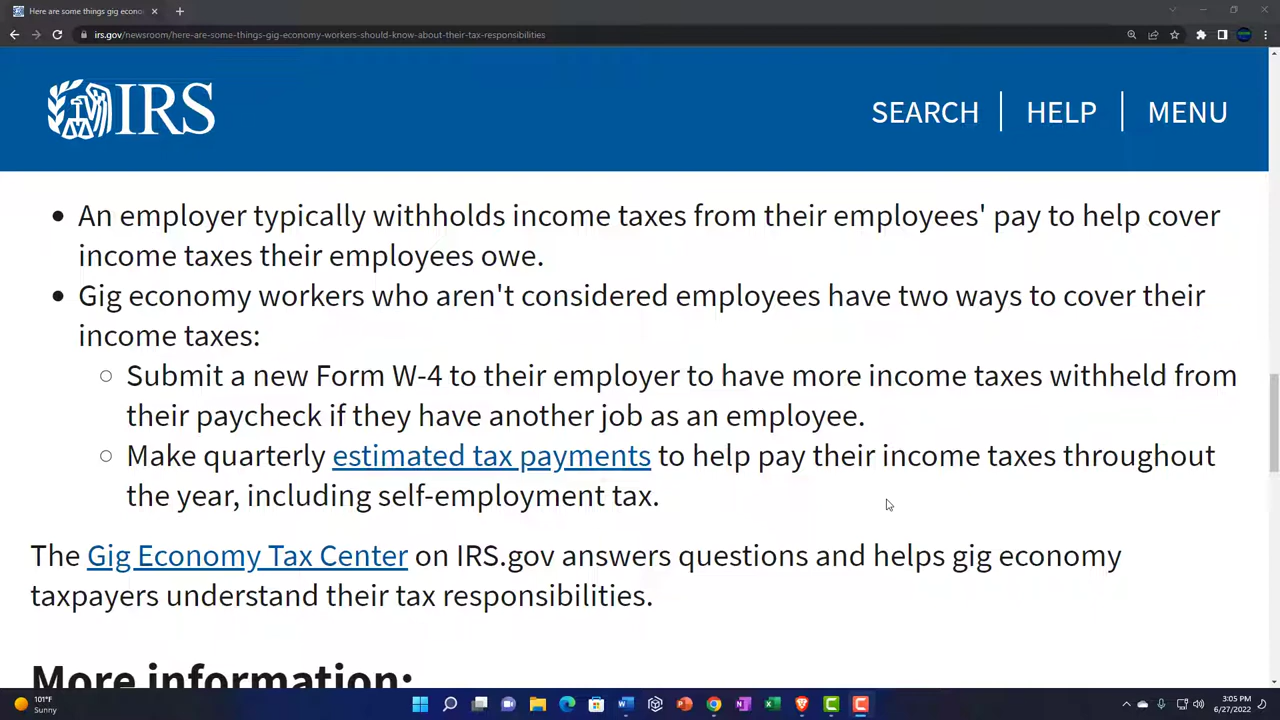 Here are some things gig econo
irs.gov/newsroom/here-are-some-things-gig-economy-workers-should-know-about-their-tax-responsibilities
IRS
SEARCH
HELP
MENU
• An employer typically withholds income taxes from their employees' pay to help cover
income taxes their employees owe.
• Gig economy workers who aren't considered employees have two ways to cover their
income taxes:
○ Submit a new Form W-4 to their employer to have more income taxes withheld from
their paycheck if they have another job as an employee.
○ Make quarterly estimated tax payments to help pay their income taxes throughout
the year, including self-employment tax.
The Gig Economy Tax Center on IRS.gov answers questions and helps gig economy
taxpayers understand their tax responsibilities.
More information:
101°F
Sunny
3:05 PM
6/27/2022